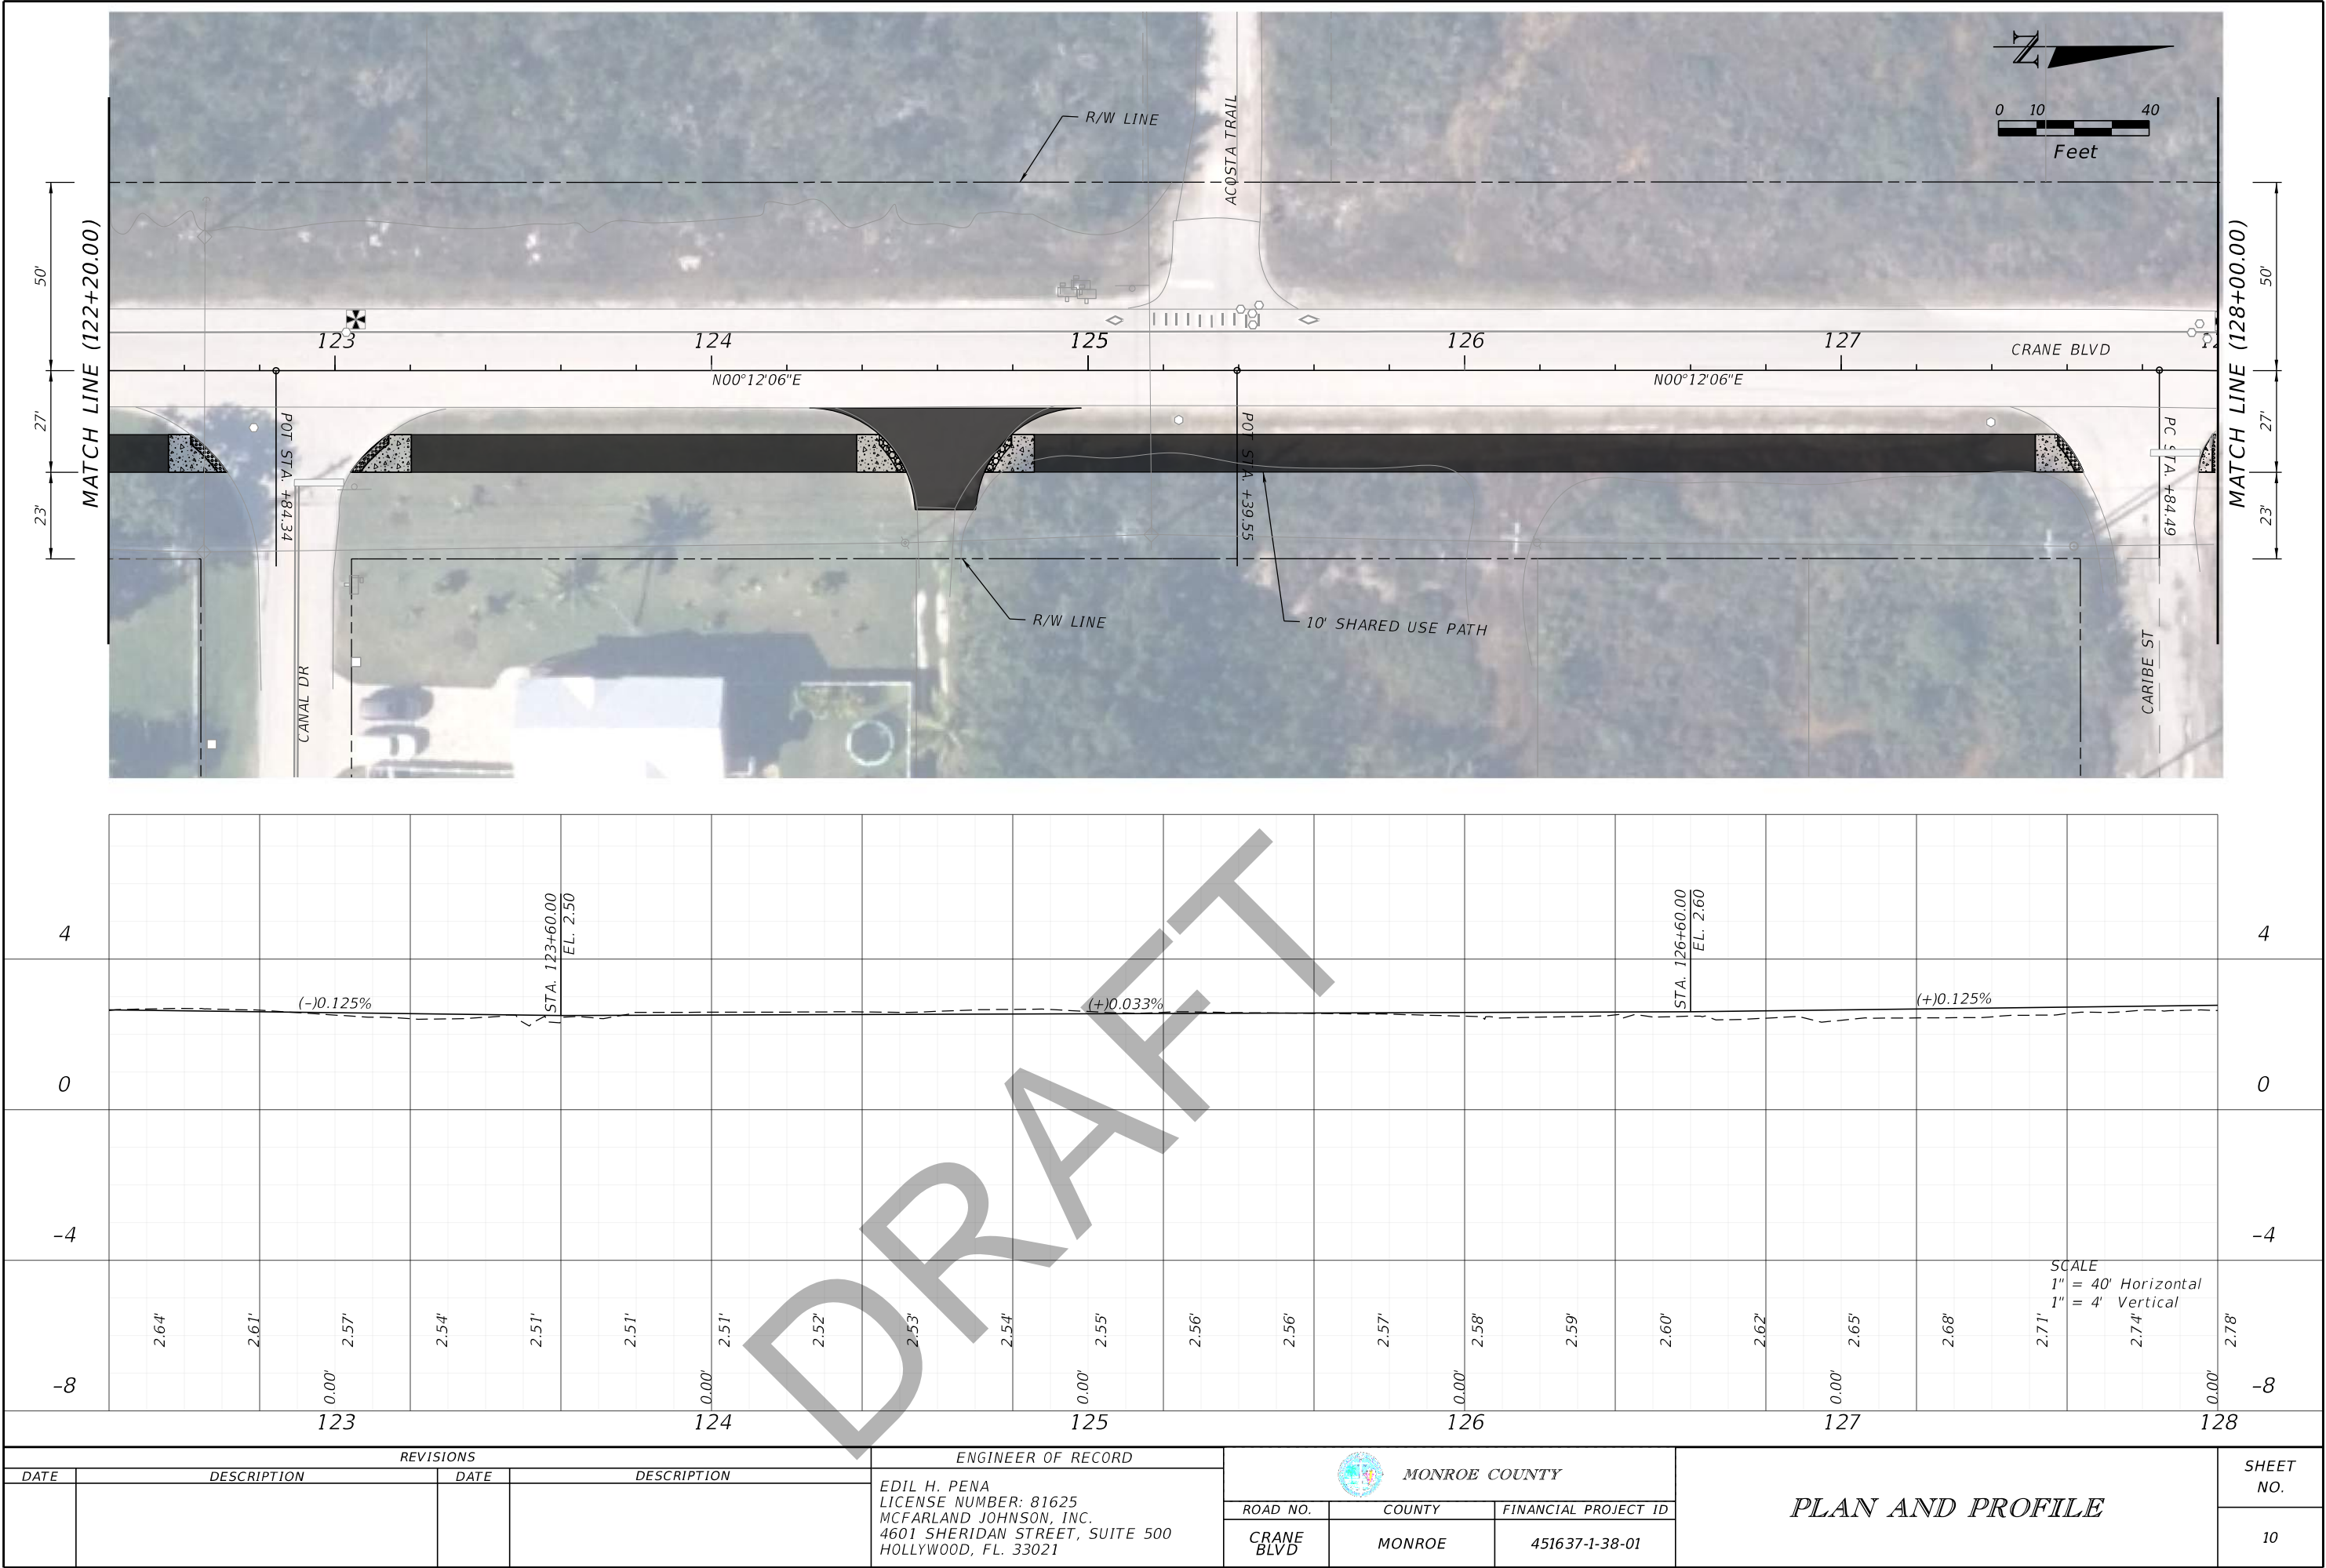 N
0 10 40
Feet
R/W LINE
ACOSTA TRAIL
MATCH LINE (122+20.00)
50'
27'
23'
MATCH LINE (128+00.00)
50'
27'
23'
123
124
125
126
127
CRANE BLVD
N00°12'06"E
N00°12'06"E
POT STA. +84.34
POT STA. +39.55
PC STA. +84.49
R/W LINE
10' SHARED USE PATH
CANAL DR
CARIBE ST
4
4
STA. 123+60.00
EL. 2.50
STA. 126+60.00
EL. 2.60
(-)0.125%
(+)0.033%
(+)0.125%
DRAFT
0
0
-4
-4
SCALE
1" = 40' Horizontal
1" = 4' Vertical
2.64' 2.61' 2.57' 2.54' 2.51' 2.51' 2.51' 2.52' 2.53' 2.54' 2.55' 2.56' 2.56' 2.57' 2.58' 2.59' 2.60' 2.62' 2.65' 2.68' 2.71' 2.74' 2.78'
0.00' 0.00' 0.00' 0.00' 0.00' 0.00'
-8
-8
123 124 125 126 127 128
REVISIONS
DATE DESCRIPTION DATE DESCRIPTION
ENGINEER OF RECORD
EDIL H. PENA
LICENSE NUMBER: 81625
MCFARLAND JOHNSON, INC.
4601 SHERIDAN STREET, SUITE 500
HOLLYWOOD, FL. 33021
MONROE COUNTY
ROAD NO. COUNTY FINANCIAL PROJECT ID
CRANE
BLVD
MONROE
451637-1-38-01
PLAN AND PROFILE
SHEET
NO.
10